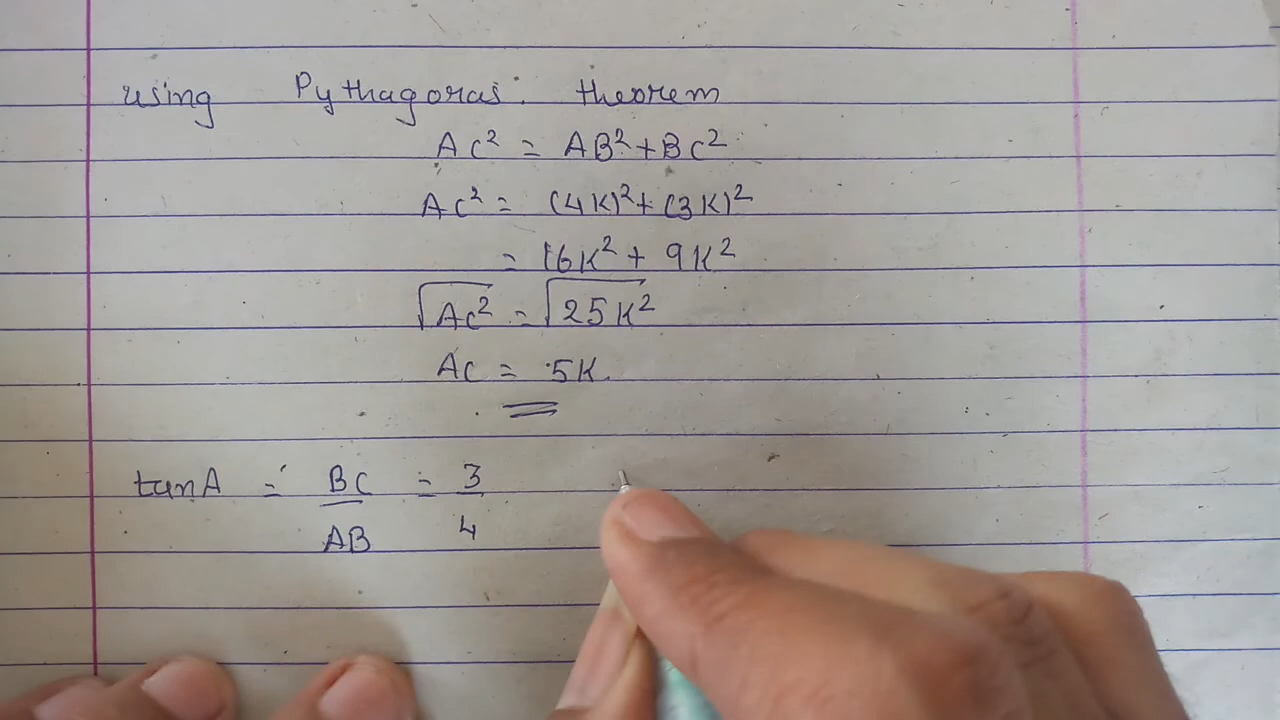 using Pythagoras theorem
AC² = AB² + BC²
AC² = (4K)² + (3K)²
= 16K² + 9K²
√AC² = √25K²
AC = 5K
tanA = BC/AB = 3/4